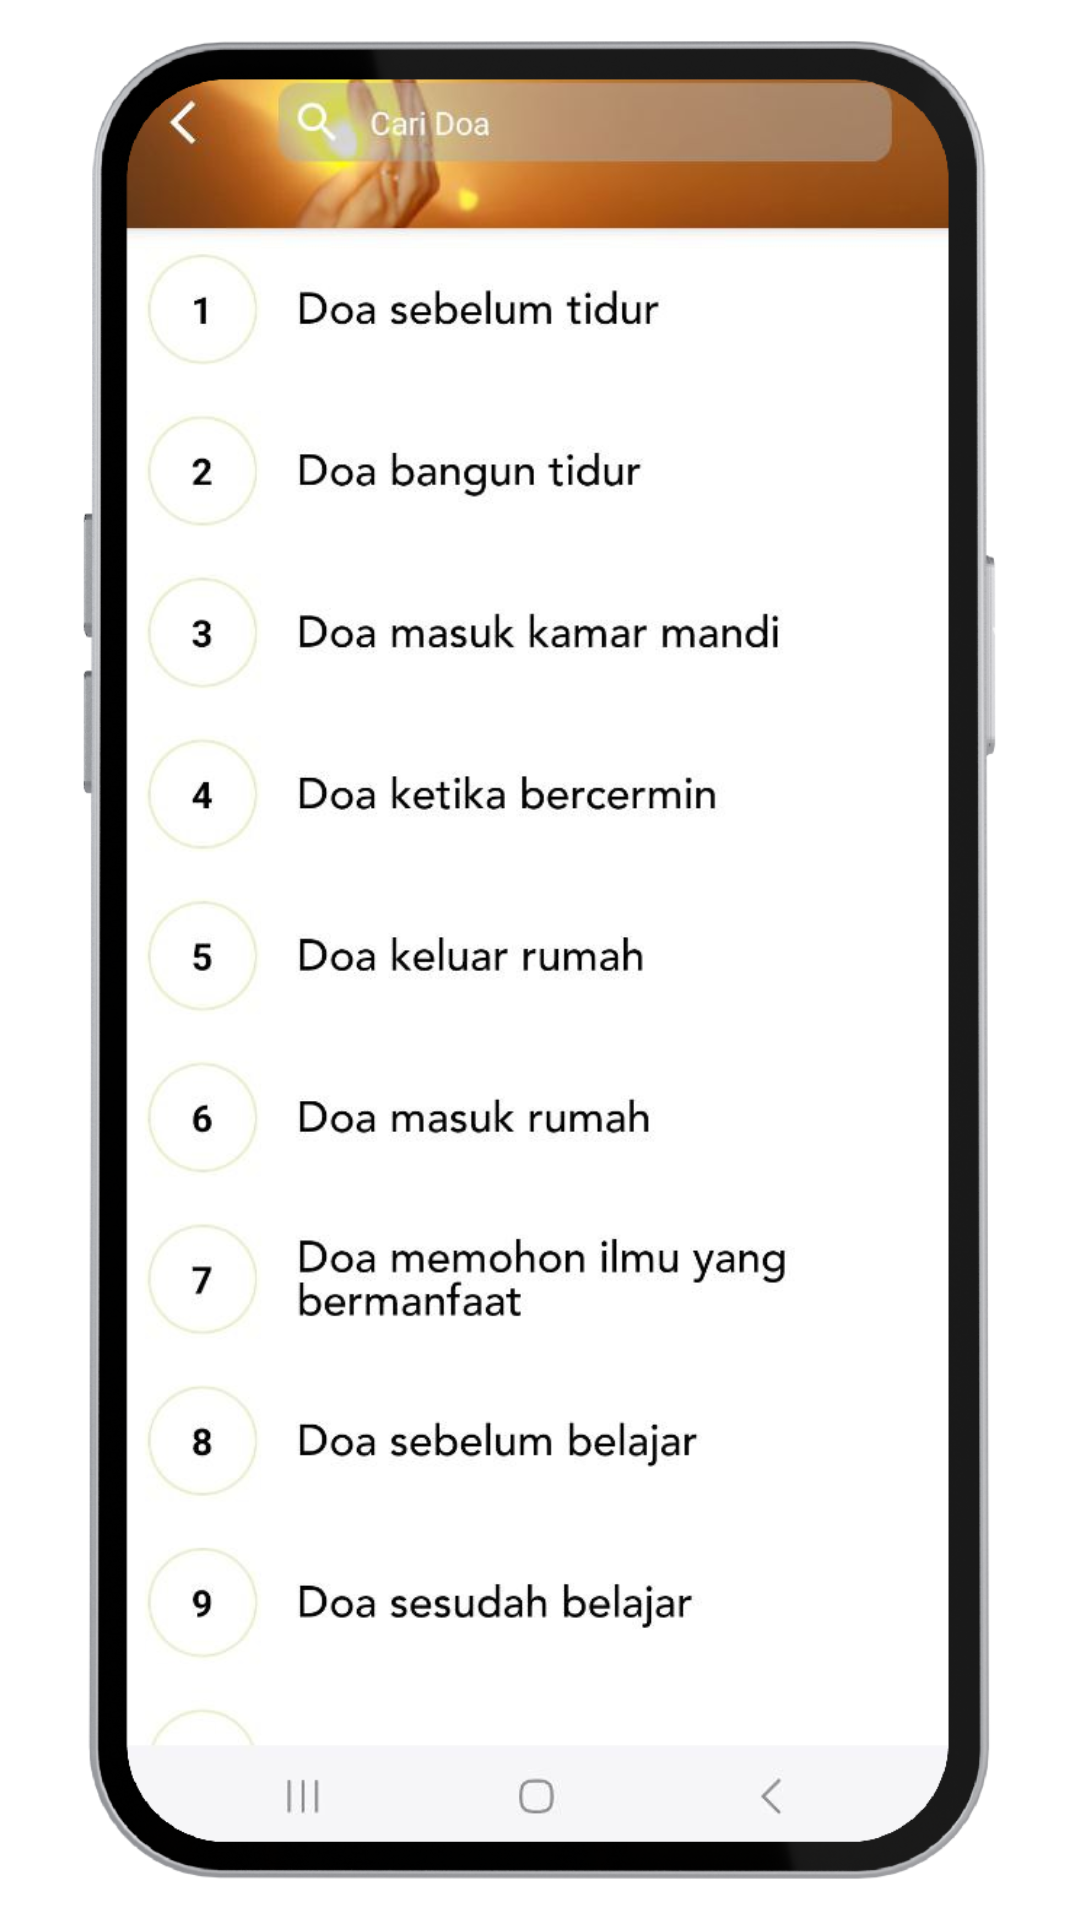 Cari Doa
1 Doa sebelum tidur
2 Doa bangun tidur
3 Doa masuk kamar mandi
4 Doa ketika bercermin
5 Doa keluar rumah
6 Doa masuk rumah
7 Doa memohon ilmu yang
bermanfaat
8 Doa sebelum belajar
9 Doa sesudah belajar